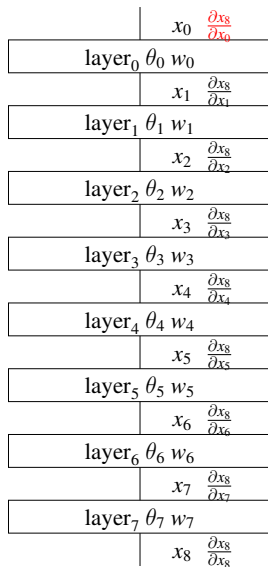 x₀ ∂x₈/∂x₀
layer₀ θ₀ w₀
x₁ ∂x₈/∂x₁
layer₁ θ₁ w₁
x₂ ∂x₈/∂x₂
layer₂ θ₂ w₂
x₃ ∂x₈/∂x₃
layer₃ θ₃ w₃
x₄ ∂x₈/∂x₄
layer₄ θ₄ w₄
x₅ ∂x₈/∂x₅
layer₅ θ₅ w₅
x₆ ∂x₈/∂x₆
layer₆ θ₆ w₆
x₇ ∂x₈/∂x₇
layer₇ θ₇ w₇
x₈ ∂x₈/∂x₈